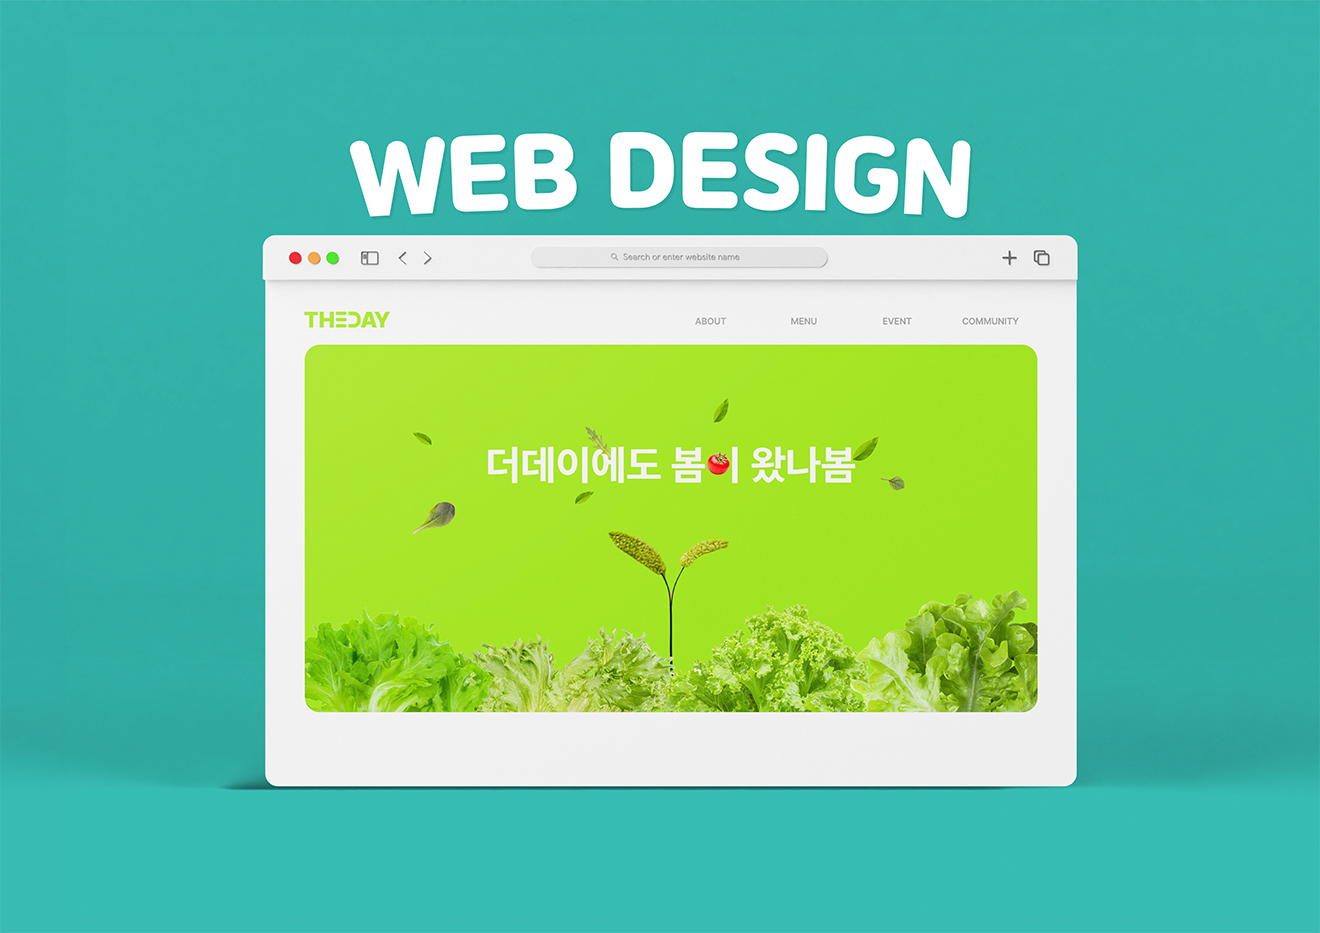 WEB DESIGN
Search or enter website name
THEDAY
ABOUT MENU EVENT COMMUNITY
더데이에도 봄이 왔나봄